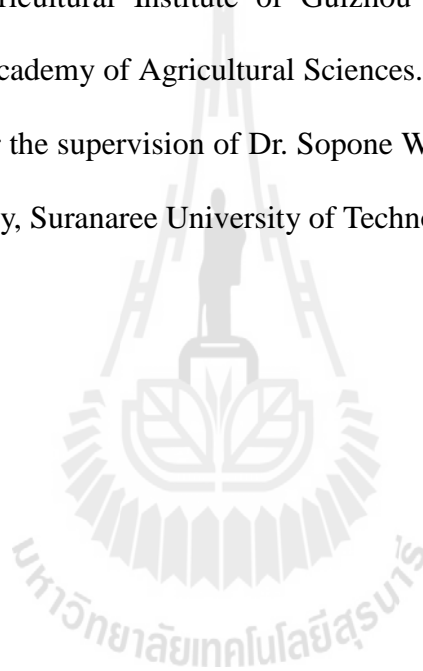 ricultural Institute of Guizhou
cademy of Agricultural Sciences.
the supervision of Dr. Sopone W
y, Suranaree University of Techno
มหาวิทยาลัยเทคโนโลยีสุรนารี